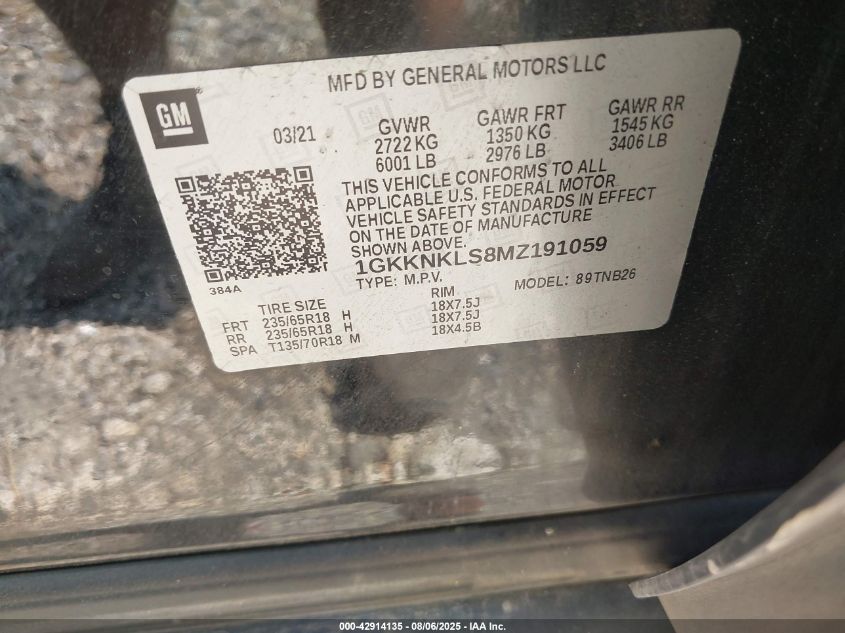 MFD BY GENERAL MOTORS LLC
GM
03/21
GVWR
2722 KG
6001 LB
GAWR FRT
1350 KG
2976 LB
GAWR RR
1545 KG
3406 LB
THIS VEHICLE CONFORMS TO ALL
APPLICABLE U.S. FEDERAL MOTOR
VEHICLE SAFETY STANDARDS IN EFFECT
ON THE DATE OF MANUFACTURE
SHOWN ABOVE.
1GKKNKLS8MZ191059
TYPE: M.P.V.
MODEL: 89TNB26
384A
TIRE SIZE
RIM
FRT 235/65R18 H 18X7.5J
RR 235/65R18 H 18X7.5J
SPA T135/70R18 M 18X4.5B
000-42914135 - 08/06/2025 - IAA Inc.